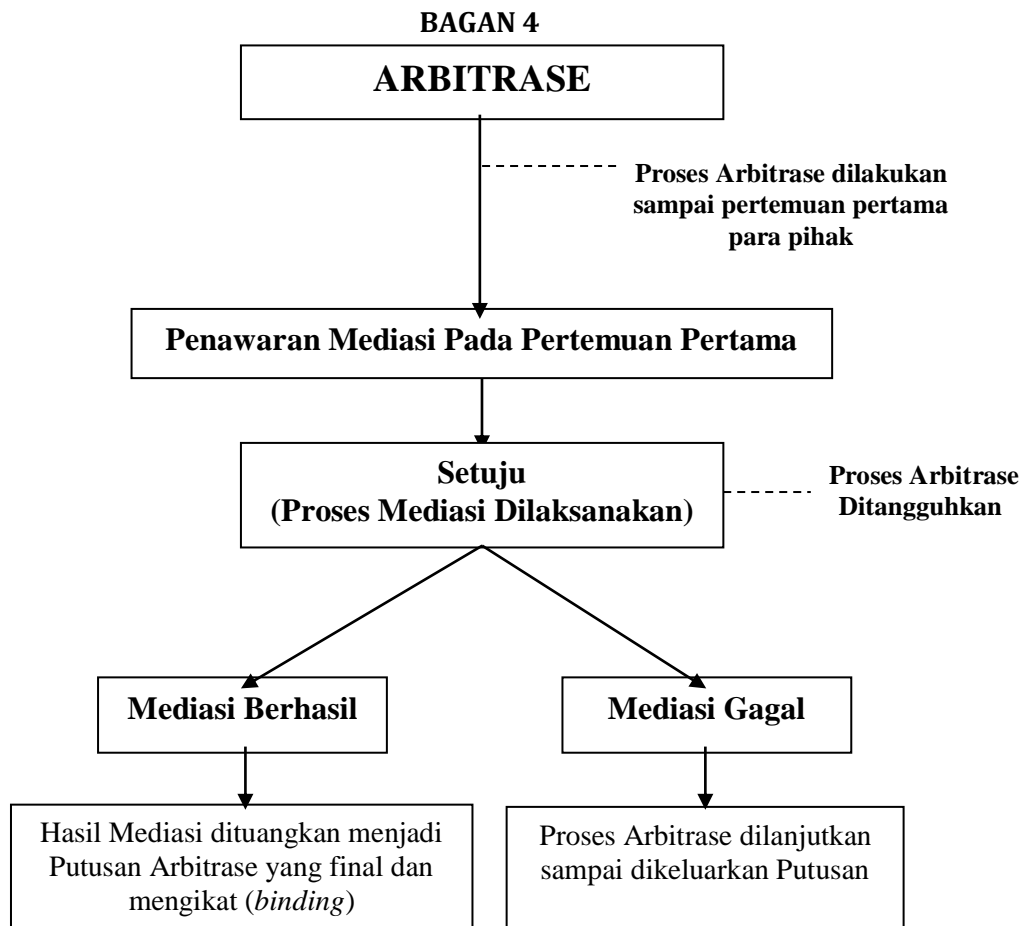 BAGAN 4
ARBITRASE
Proses Arbitrase dilakukan
sampai pertemuan pertama
para pihak
Penawaran Mediasi Pada Pertemuan Pertama
Setuju
(Proses Mediasi Dilaksanakan)
Proses Arbitrase
Ditangguhkan
Mediasi Berhasil
Mediasi Gagal
Hasil Mediasi dituangkan menjadi
Putusan Arbitrase yang final dan
mengikat (binding)
Proses Arbitrase dilanjutkan
sampai dikeluarkan Putusan